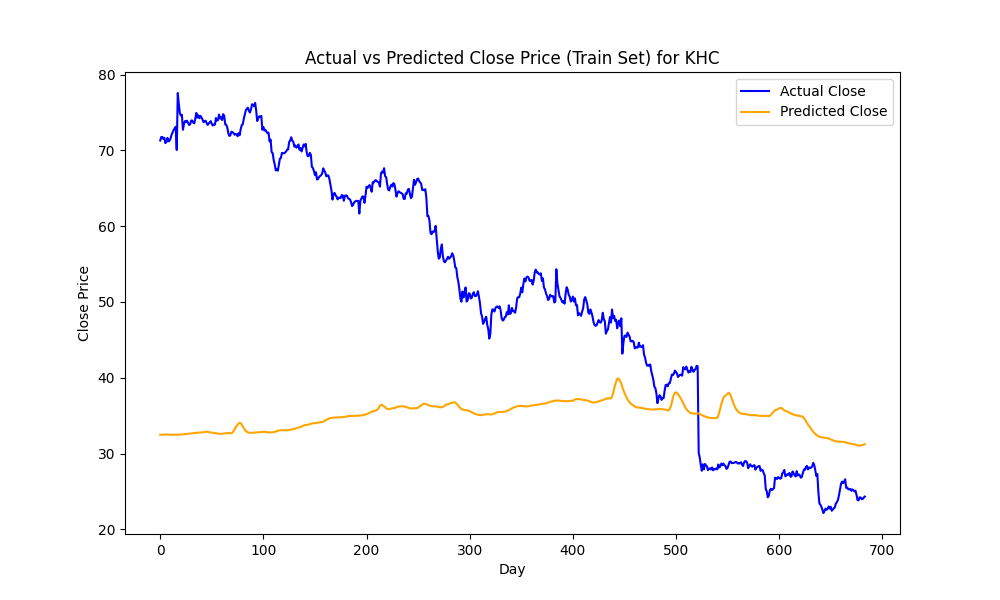 Actual vs Predicted Close Price (Train Set) for KHC
Actual Close
Predicted Close
Close Price
80
70
60
50
40
30
20
0 100 200 300 400 500 600 700
Day